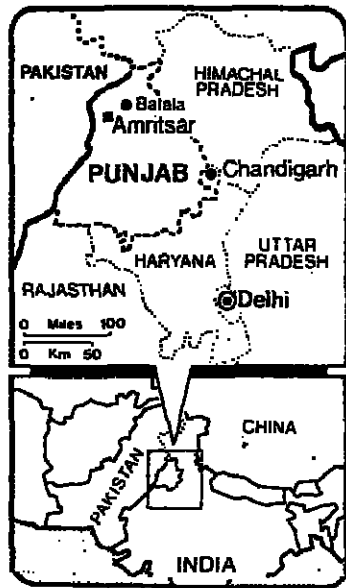 PAKISTAN
HIMACHAL
PRADESH
Batala
Amritsar
PUNJAB
Chandigarh
HARYANA
UTTAR
PRADESH
RAJASTHAN
Delhi
0 Miles 100
0 Km 50
CHINA
PAKISTAN
INDIA